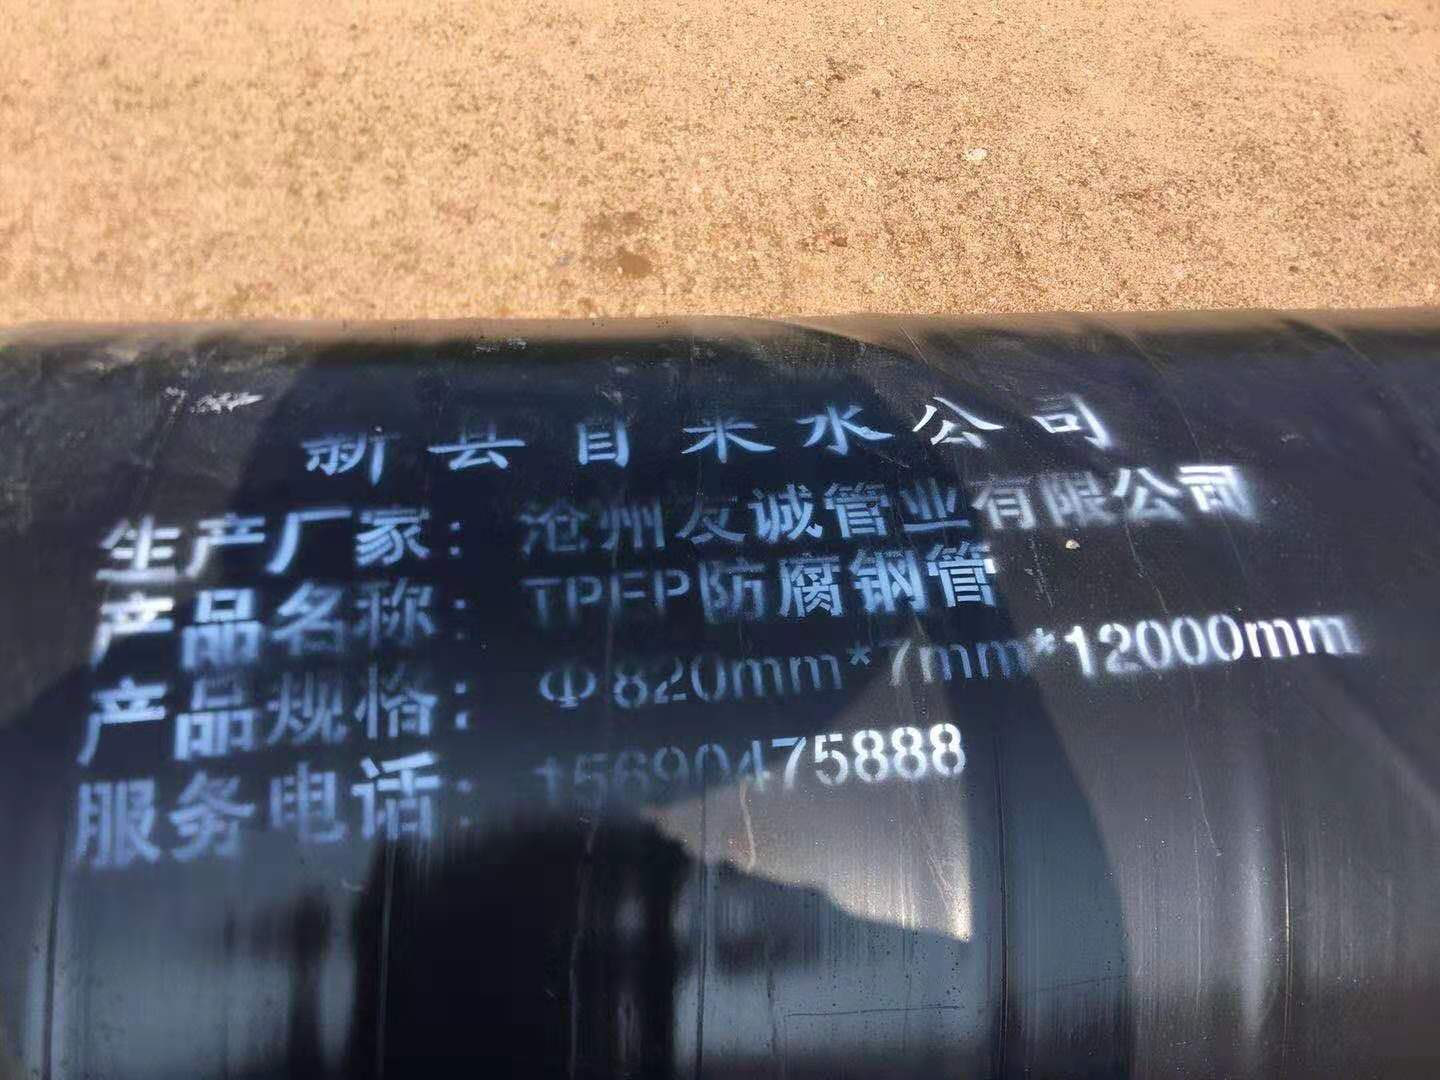 新县自来水公司
生产厂家：沧州友诚管业有限公司
产品名称：TPEP防腐钢管
产品规格：Φ820mm*7mm*12000mm
服务电话：15690475888